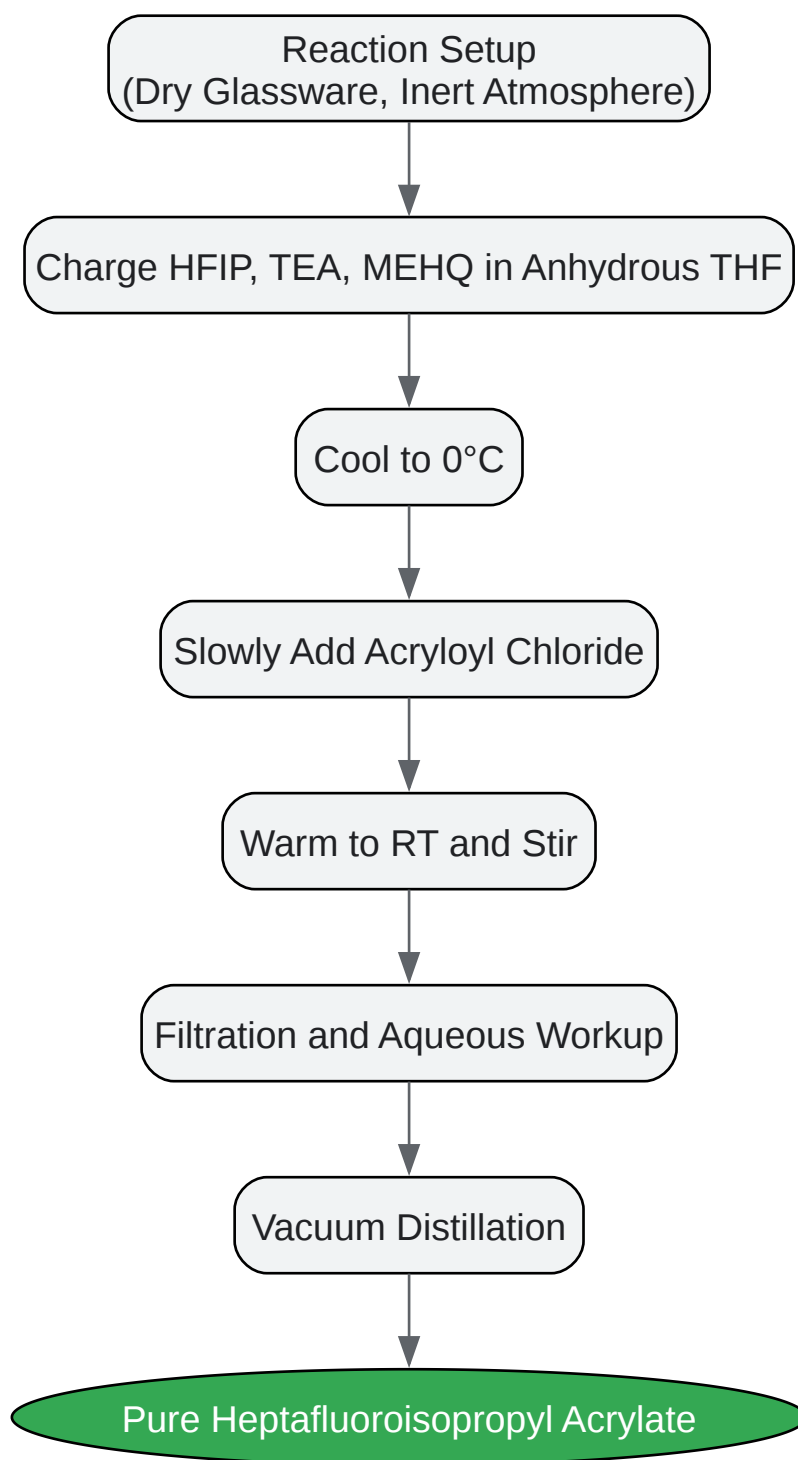 Reaction Setup
(Dry Glassware, Inert Atmosphere)
Charge HFIP, TEA, MEHQ in Anhydrous THF
Cool to 0°C
Slowly Add Acryloyl Chloride
Warm to RT and Stir
Filtration and Aqueous Workup
Vacuum Distillation
Pure Heptafluoroisopropyl Acrylate